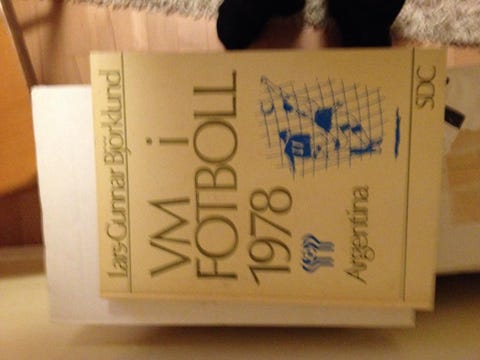 Lars-Gunnar Björklund
VM i
FOTBOLL
1978
Argentina
SDC